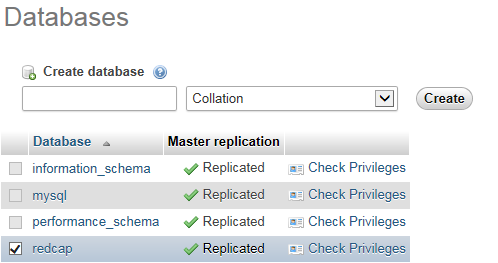 Databases
Create database
Collation Create
Database Master replication
information_schema Replicated Check Privileges
mysql Replicated Check Privileges
performance_schema Replicated Check Privileges
redcap Replicated Check Privileges